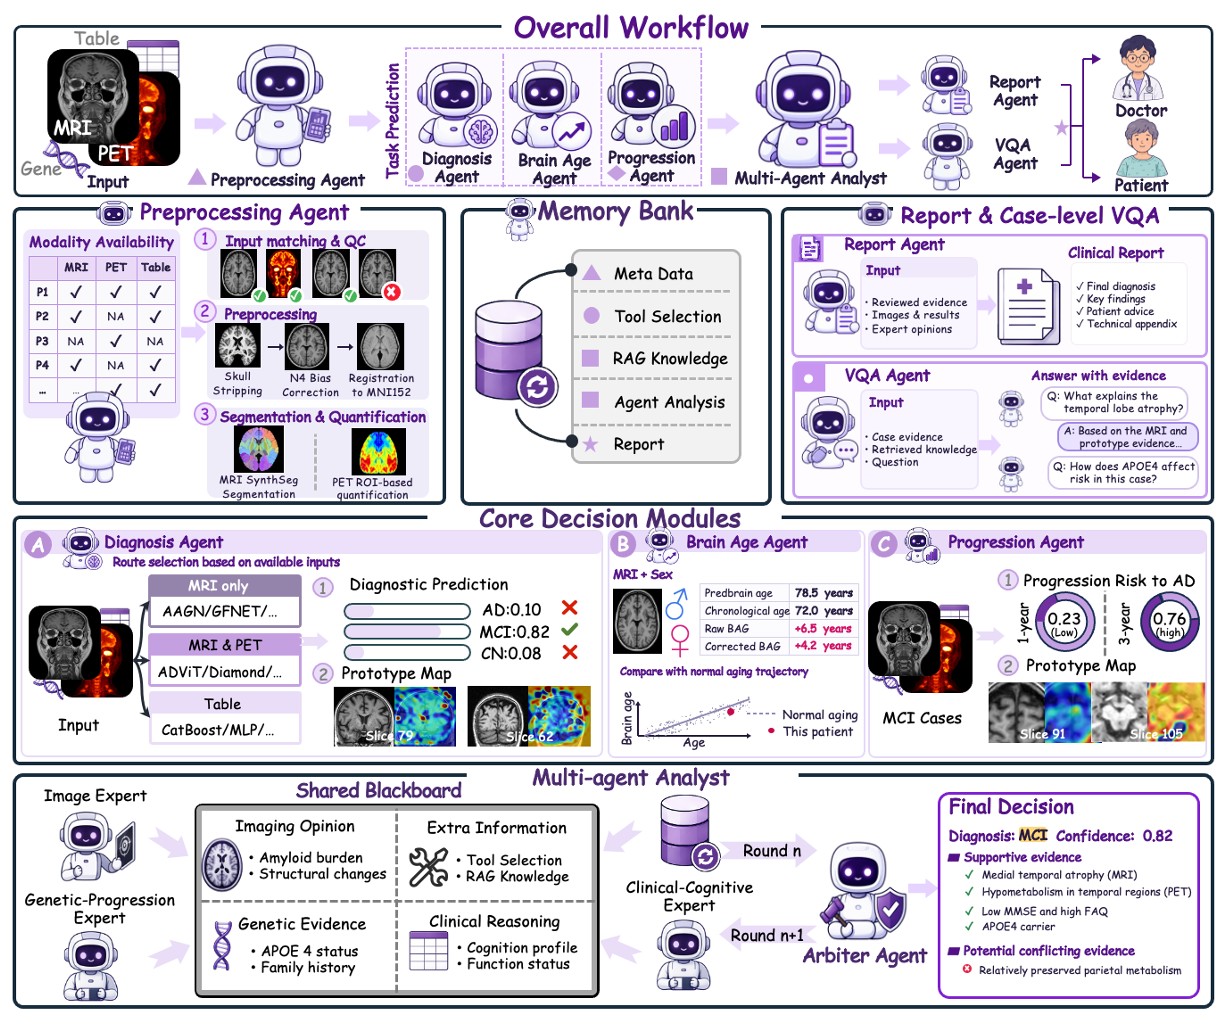 Overall Workflow
Table
MRI
PET
Gene
Input
Preprocessing Agent
Task Prediction
Diagnosis
Agent
Brain Age
Agent
Progression
Agent
Multi-Agent Analyst
Report
Agent
VQA
Agent
Doctor
Patient
Preprocessing Agent
Modality Availability
MRI PET Table
P1 ✓ ✓ ✓
P2 ✓ NA ✓
P3 NA ✓ NA
P4 ✓ NA ✓
... ... ✓ ✓
1 Input matching & QC
2 Preprocessing
Skull
Stripping
N4 Bias
Correction
Registration
to MNI152
3 Segmentation & Quantification
MRI SynthSeg
Segmentation
PET ROI-based
quantification
Memory Bank
Meta Data
Tool Selection
RAG Knowledge
Agent Analysis
Report
Report & Case-level VQA
Report Agent
Input
• Reviewed evidence
• Images & results
• Expert opinions
Clinical Report
✓ Final diagnosis
✓ Key findings
✓ Patient advice
✓ Technical appendix
VQA Agent
Input
• Case evidence
• Retrieved knowledge
• Question
Answer with evidence
Q: What explains the
temporal lobe atrophy?
A: Based on the MRI and
prototype evidence...
Q: How does APOE4 affect
risk in this case?
Core Decision Modules
A Diagnosis Agent
Route selection based on available inputs
Input
MRI only
AAGN/GFNET/...
MRI & PET
ADViT/Diamond/...
Table
CatBoost/MLP/...
1 Diagnostic Prediction
AD:0.10
MCI:0.82
CN:0.08
2 Prototype Map
Slice 79
Slice 62
B Brain Age Agent
MRI + Sex
Predbrain age 78.5 years
Chronological age 72.0 years
Raw BAG +6.5 years
Corrected BAG +4.2 years
Compare with normal aging trajectory
Brain age
Age
Normal aging
This patient
C Progression Agent
MCI Cases
1 Progression Risk to AD
1-year
0.23
(Low)
3-year
0.76
(high)
2 Prototype Map
Slice 91
Slice 105
Multi-agent Analyst
Image Expert
Genetic-Progression
Expert
Shared Blackboard
Imaging Opinion
• Amyloid burden
• Structural changes
Extra Information
• Tool Selection
• RAG Knowledge
Genetic Evidence
• APOE 4 status
• Family history
Clinical Reasoning
• Cognition profile
• Function status
Clinical-Cognitive
Expert
Round n
Round n+1
Arbiter Agent
Final Decision
Diagnosis: MCI Confidence: 0.82
Supportive evidence
✓ Medial temporal atrophy (MRI)
✓ Hypometabolism in temporal regions (PET)
✓ Low MMSE and high FAQ
✓ APOE4 carrier
Potential conflicting evidence
Relatively preserved parietal metabolism